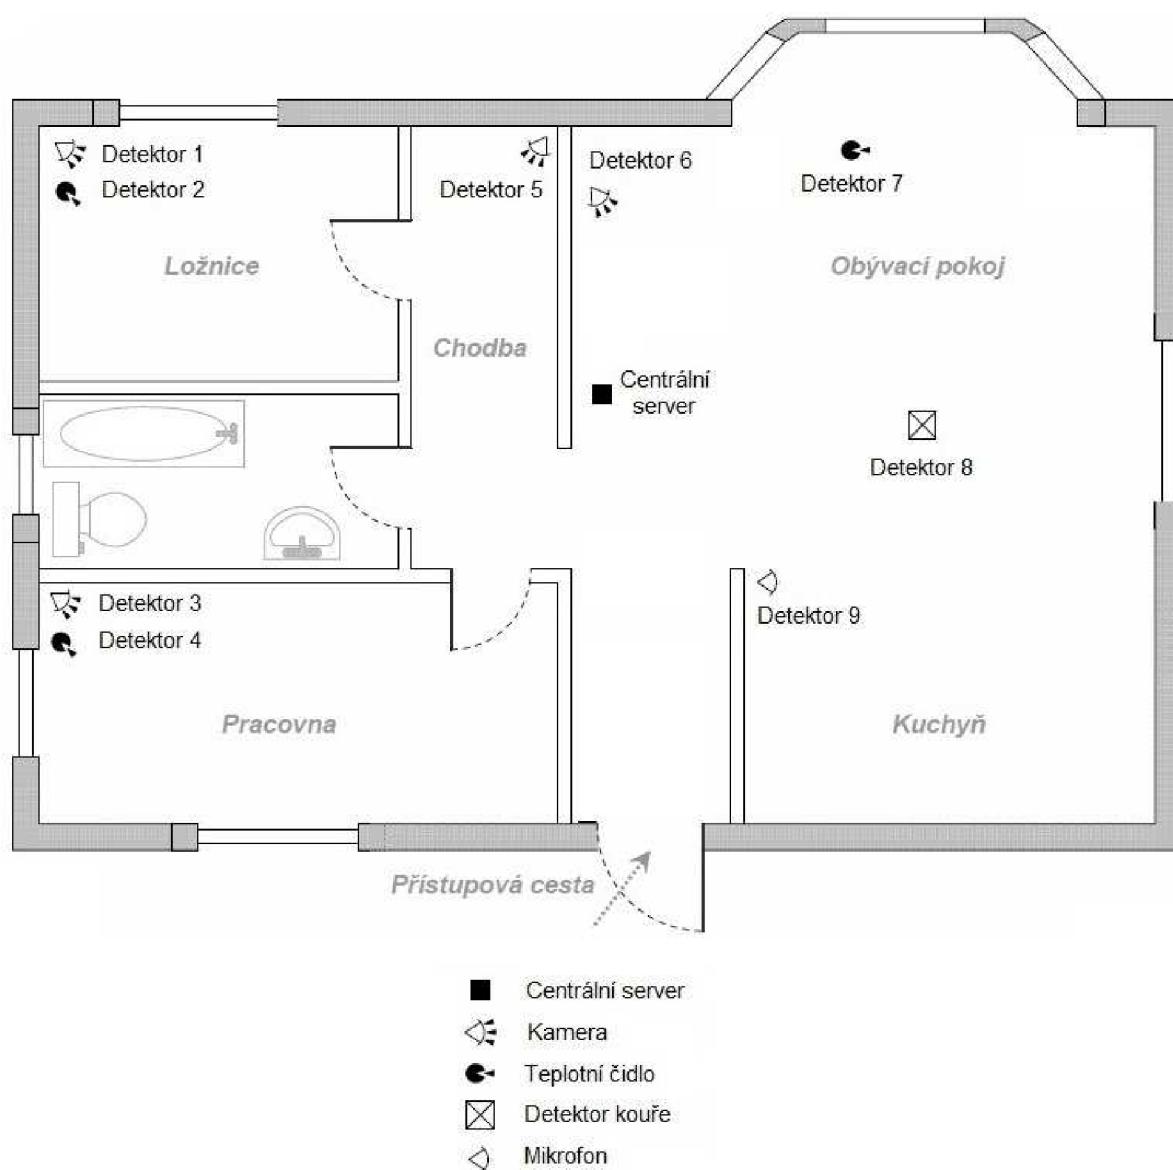 Detektor 1
Detektor 2
Ložnice
Detektor 5
Chodba
Detektor 6
Detektor 7
Obývací pokoj
Centrální
server
Detektor 8
Detektor 3
Detektor 4
Pracovna
Detektor 9
Kuchyň
Přístupová cesta
Centrální server
Kamera
Teplotní čidlo
Detektor kouře
Mikrofon